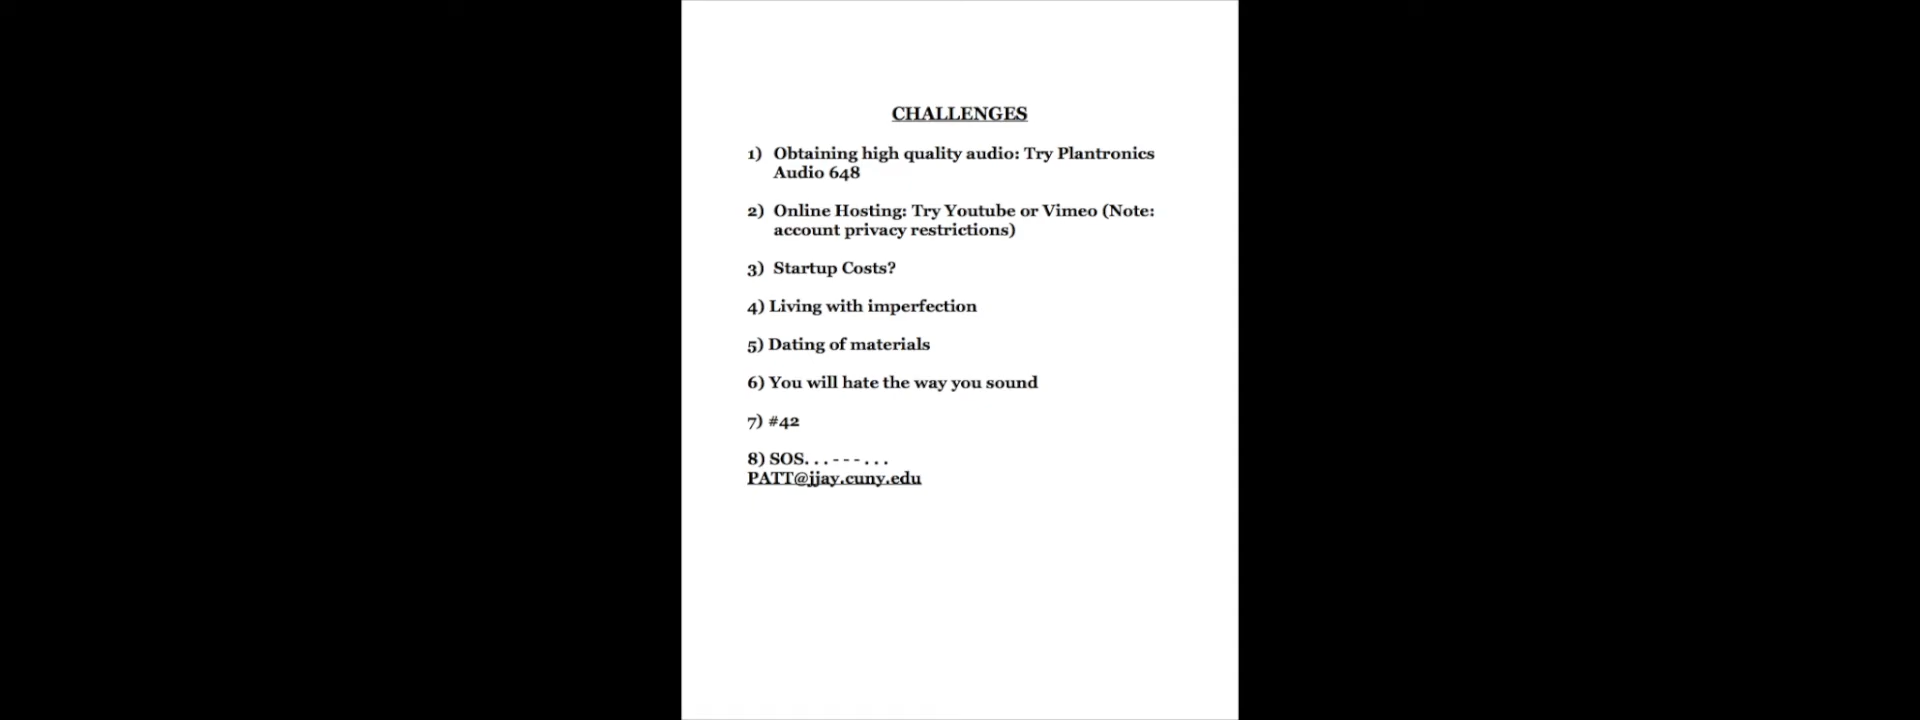 CHALLENGES
1) Obtaining high quality audio: Try Plantronics
Audio 648
2) Online Hosting: Try Youtube or Vimeo (Note:
account privacy restrictions)
3) Startup Costs?
4) Living with imperfection
5) Dating of materials
6) You will hate the way you sound
7) #42
8) SOS. . . - - - . . .
PATT@jjay.cuny.edu